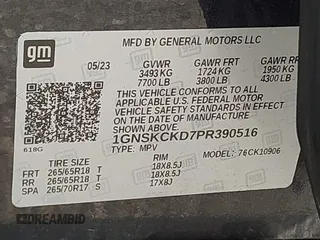 gm
MFD BY GENERAL MOTORS LLC
05/23 GVWR GAWR FRT GAWR RR
3493 KG 1724 KG 1950 KG
7700 LB 3800 LB 4300 LB
THIS VEHICLE CONFORMS TO ALL
APPLICABLE U.S. FEDERAL MOTOR
VEHICLE SAFETY STANDARDS IN EFFECT
ON THE DATE OF MANUFACTURE SHOWN ABOVE.
1GNSKCKD7PR390516
618G TYPE: MPV MODEL: 76CK10906
TIRE SIZE RIM
FRT 265/65R18 T 18X8.5J
RR 265/65R18 T 18X8.5J
SPA 265/70R17 S 17X8J
DREAMBID